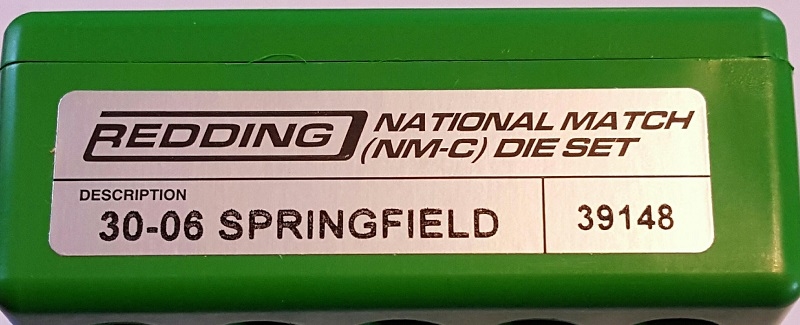 REDDING
NATIONAL MATCH
(NM-C) DIE SET
DESCRIPTION
30-06 SPRINGFIELD
39148